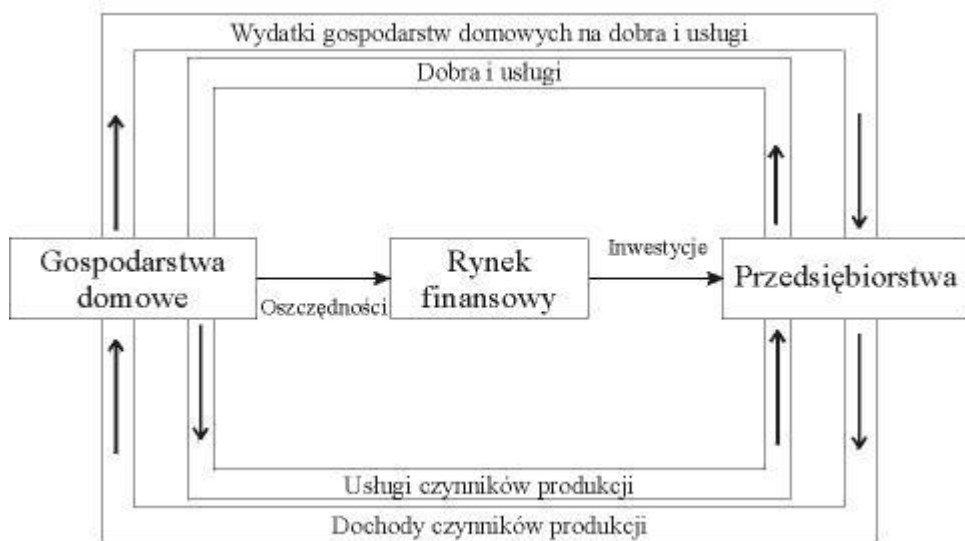 Wydatki gospodarstw domowych na dobra i usługi
Dobra i usługi
Gospodarstwa
domowe
Oszczędności
Rynek
finansowy
Inwestycje
Przedsiębiorstwa
Usługi czynników produkcji
Dochody czynników produkcji